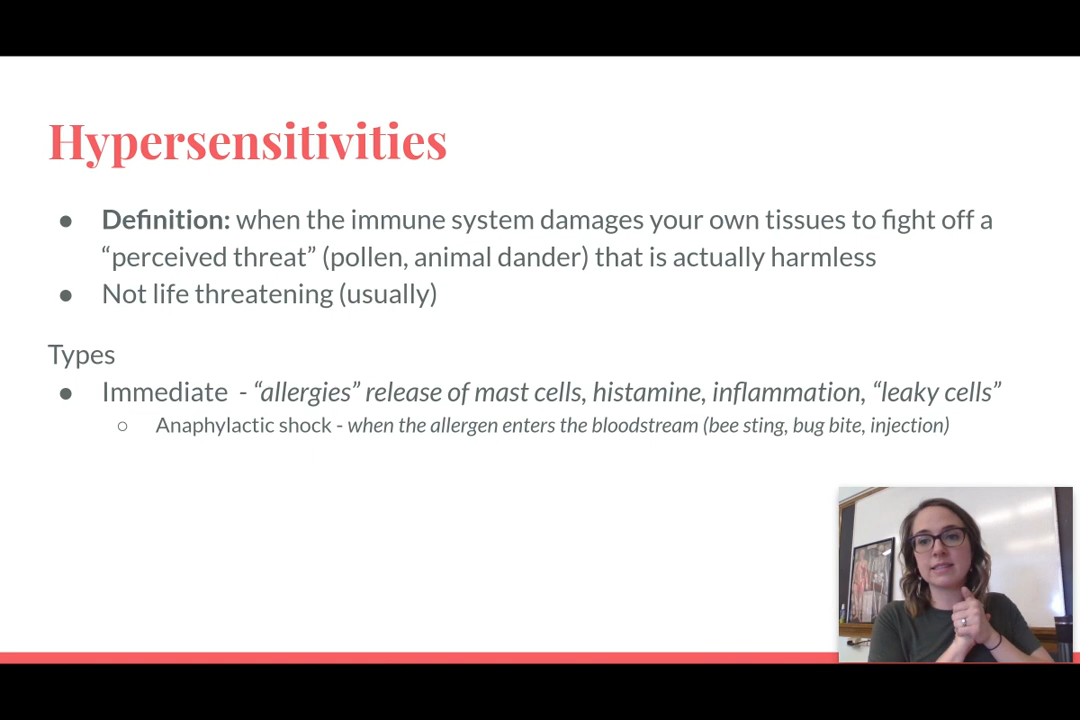 Hypersensitivities
● Definition: when the immune system damages your own tissues to fight off a
“perceived threat” (pollen, animal dander) that is actually harmless
● Not life threatening (usually)
Types
● Immediate - “allergies” release of mast cells, histamine, inflammation, “leaky cells”
○ Anaphylactic shock - when the allergen enters the bloodstream (bee sting, bug bite, injection)